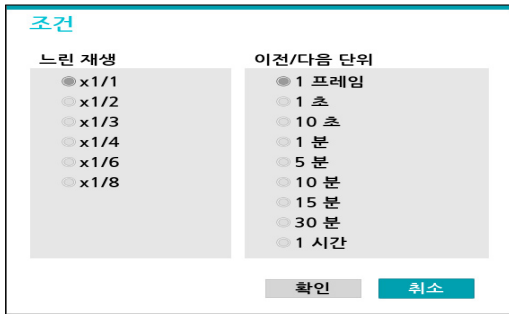 조건
느린 재생
x1/1
x1/2
x1/3
x1/4
x1/6
x1/8
이전/다음 단위
1 프레임
1 초
10 초
1 분
5 분
10 분
15 분
30 분
1 시간
확인
취소